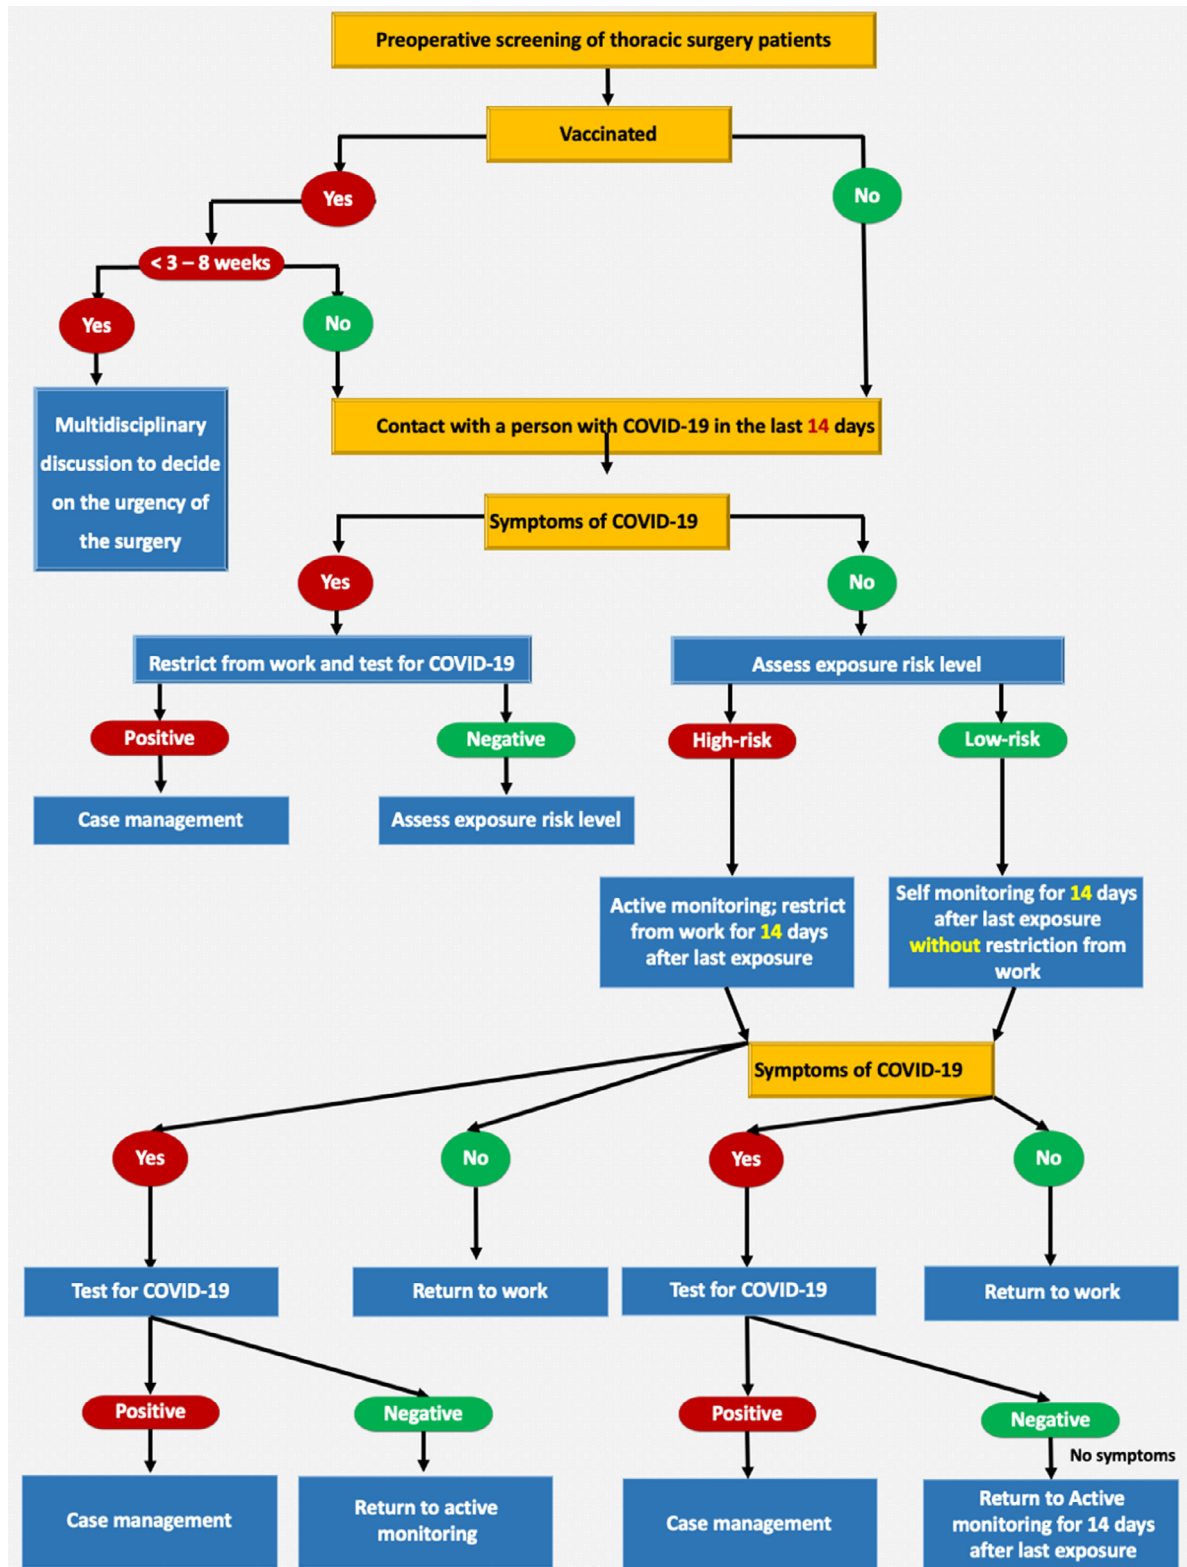 Preoperative screening of thoracic surgery patients
Vaccinated
Yes
No
< 3 – 8 weeks
Yes
No
Multidisciplinary
discussion to decide
on the urgency of
the surgery
Contact with a person with COVID-19 in the last 14 days
Symptoms of COVID-19
Yes
No
Restrict from work and test for COVID-19
Assess exposure risk level
Positive
Negative
High-risk
Low-risk
Case management
Assess exposure risk level
Active monitoring; restrict
from work for 14 days
after last exposure
Self monitoring for 14 days
after last exposure
without restriction from
work
Symptoms of COVID-19
Yes
No
Yes
No
Test for COVID-19
Return to work
Test for COVID-19
Return to work
Positive
Negative
Positive
Negative
No symptoms
Case management
Return to active
monitoring
Case management
Return to Active
monitoring for 14 days
after last exposure